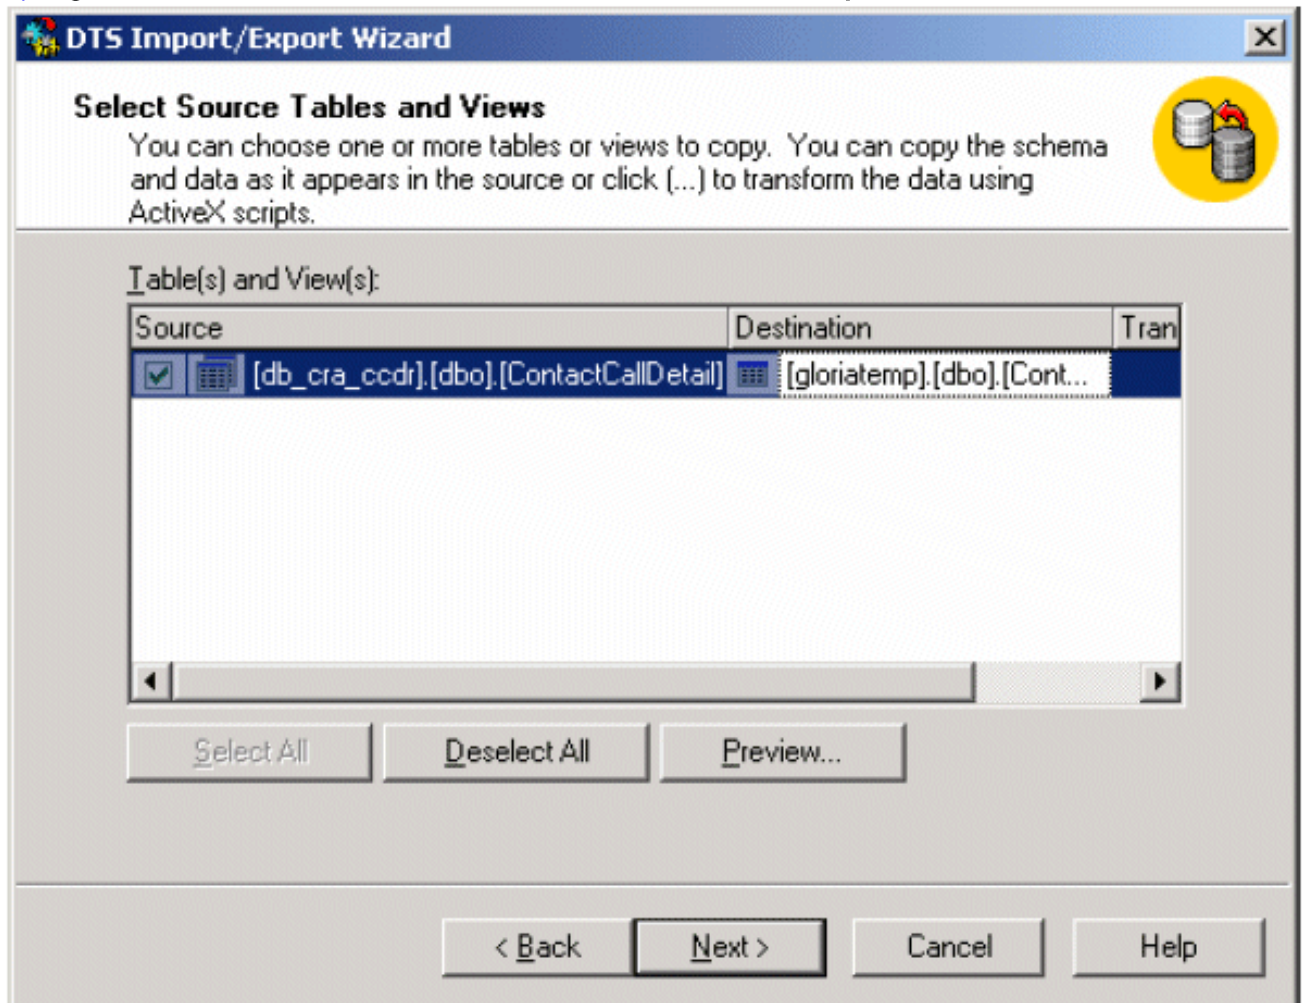 DTS Import/Export Wizard
Select Source Tables and Views
You can choose one or more tables or views to copy. You can copy the schema
and data as it appears in the source or click (...) to transform the data using
ActiveX scripts.
Table(s) and View(s):
Source Destination Tran
[db_cra_ccdr].[dbo].[ContactCallDetail] [gloriatemp].[dbo].[Cont...
Select All Deselect All Preview...
< Back Next > Cancel Help